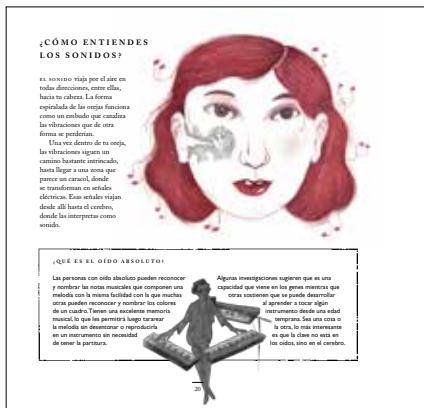 ¿CÓMO ENTIENDES
LOS SONIDOS?
EL SONIDO viaja por el aire en
todas direcciones, entre ellas,
hacia tu cabeza. La forma
espiralada de las orejas funciona
como un embudo que canaliza
las vibraciones que de otra
forma se perderían.
Una vez dentro de tu oreja,
las vibraciones siguen un
camino bastante intrincado,
hasta llegar a una zona que
parece un caracol, donde
se transforman en señales
eléctricas. Esas señales viajan
desde allí hasta el cerebro,
donde las interpretas como
sonido.
¿QUÉ ES EL OÍDO ABSOLUTO?
Las personas con oído absoluto pueden reconocer
y nombrar las notas musicales que componen una
melodía con la misma facilidad con la que muchas
otras pueden reconocer y nombrar los colores
de un cuadro. Tienen una excelente memoria
musical, lo que les permitirá luego tararear
la melodía sin desentonar o reproducirla
en un instrumento sin necesidad
de tener la partitura.
Algunas investigaciones sugieren que es una
capacidad que viene en los genes mientras que
otras sostienen que se puede desarrollar
al aprender a tocar algún
instrumento desde una edad
temprana. Sea una cosa o
la otra, lo más interesante
es que la clave no está en
los oídos, sino en el cerebro.
20